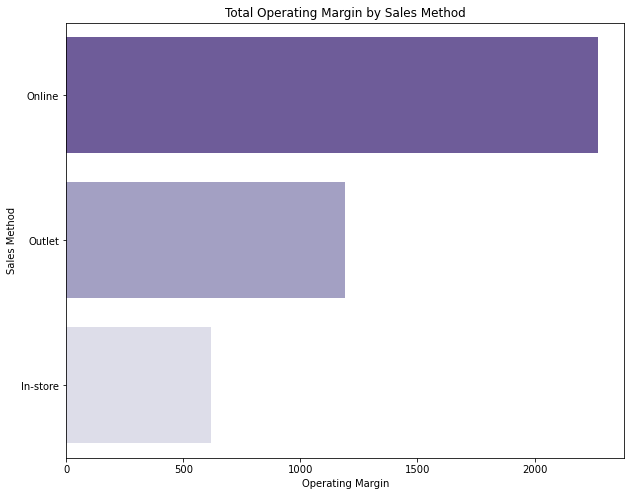 Total Operating Margin by Sales Method
Sales Method
Online
Outlet
In-store
0 500 1000 1500 2000
Operating Margin